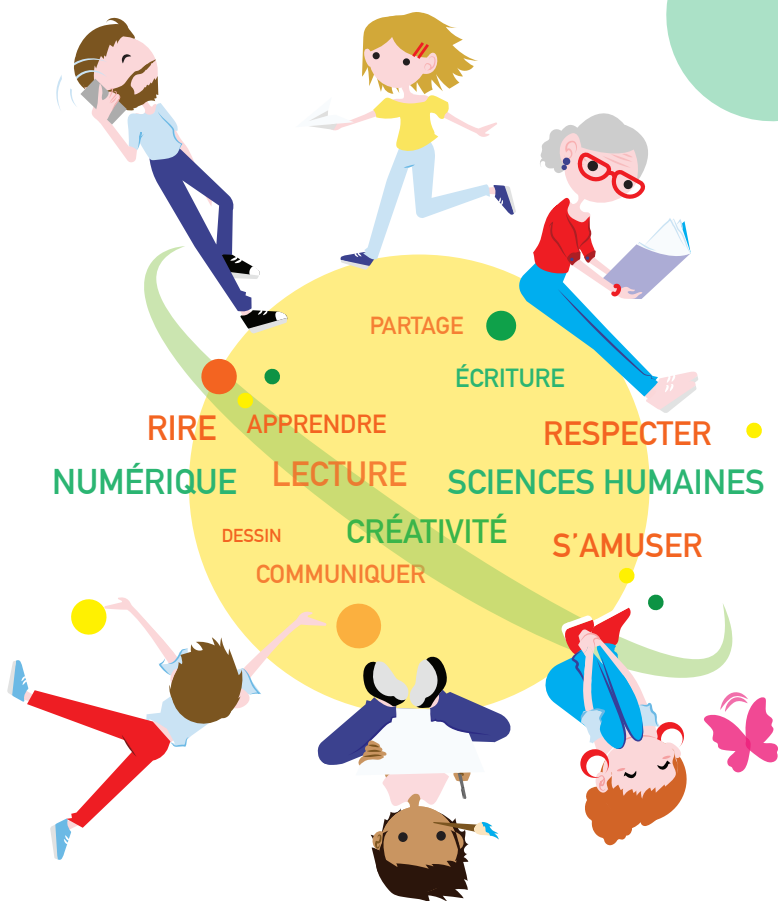 PARTAGE
ÉCRITURE
RIRE
APPRENDRE
RESPECTER
NUMÉRIQUE
LECTURE
SCIENCES HUMAINES
DESSIN
CRÉATIVITÉ
S’AMUSER
COMMUNIQUER